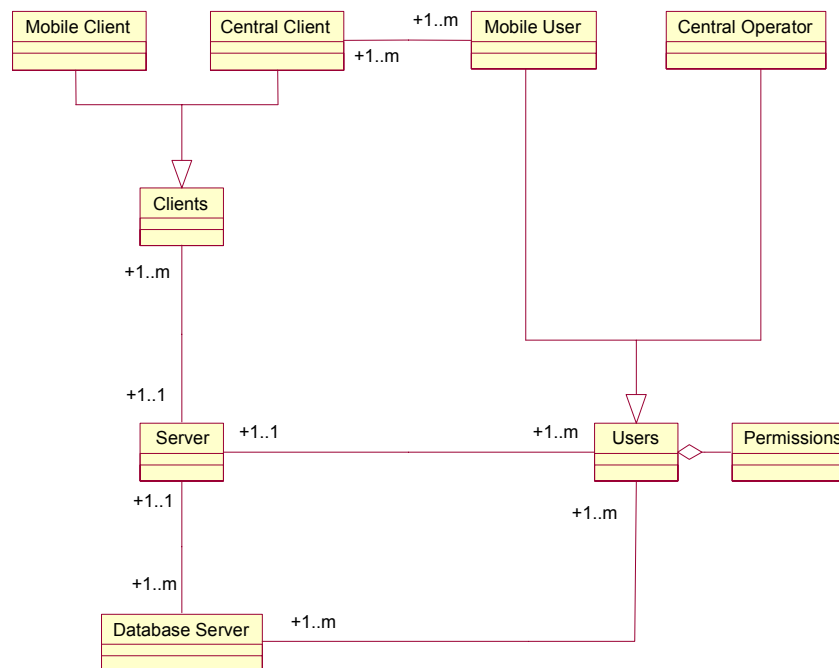 Mobile Client
Central Client
+1..m
+1..m
Mobile User
Central Operator
Clients
+1..m
+1..1
Server
+1..1
+1..m
Users
Permissions
+1..1
+1..m
+1..m
+1..m
Database Server